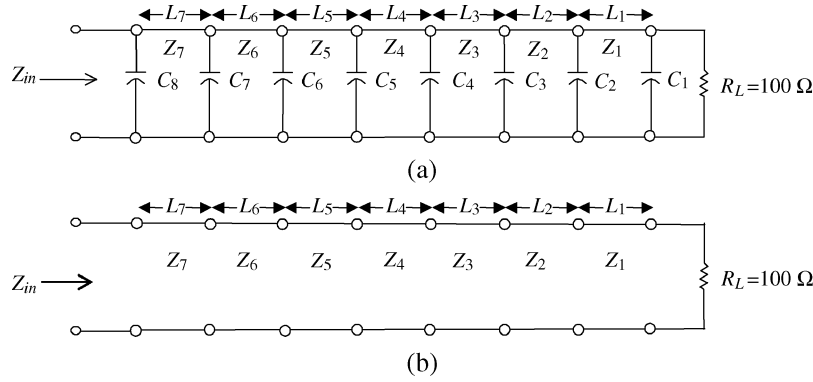 L7 L6 L5 L4 L3 L2 L1
Z7 Z6 Z5 Z4 Z3 Z2 Z1
Zin C8 C7 C6 C5 C4 C3 C2 C1 RL=100 Ω
(a)
L7 L6 L5 L4 L3 L2 L1
Z7 Z6 Z5 Z4 Z3 Z2 Z1
Zin RL=100 Ω
(b)